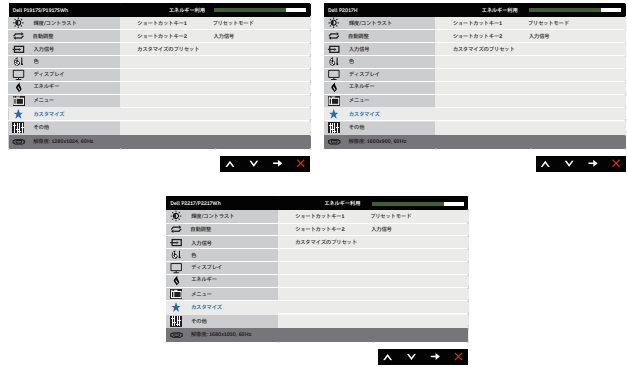 Dell P1917S/P1917SWh エネルギー利用
輝度/コントラスト ショートカットキー1 プリセットモード
自動調整 ショートカットキー2 入力信号
入力信号 カスタマイズのリセット
色
ディスプレイ
エネルギー
メニュー
カスタマイズ
その他
解像度: 1280x1024, 60Hz
Dell P2017H エネルギー利用
輝度/コントラスト ショートカットキー1 プリセットモード
自動調整 ショートカットキー2 入力信号
入力信号 カスタマイズのリセット
色
ディスプレイ
エネルギー
メニュー
カスタマイズ
その他
解像度: 1600x900, 60Hz
Dell P2217/P2217Wh エネルギー利用
輝度/コントラスト ショートカットキー1 プリセットモード
自動調整 ショートカットキー2 入力信号
入力信号 カスタマイズのリセット
色
ディスプレイ
エネルギー
メニュー
カスタマイズ
その他
解像度: 1680x1050, 60Hz